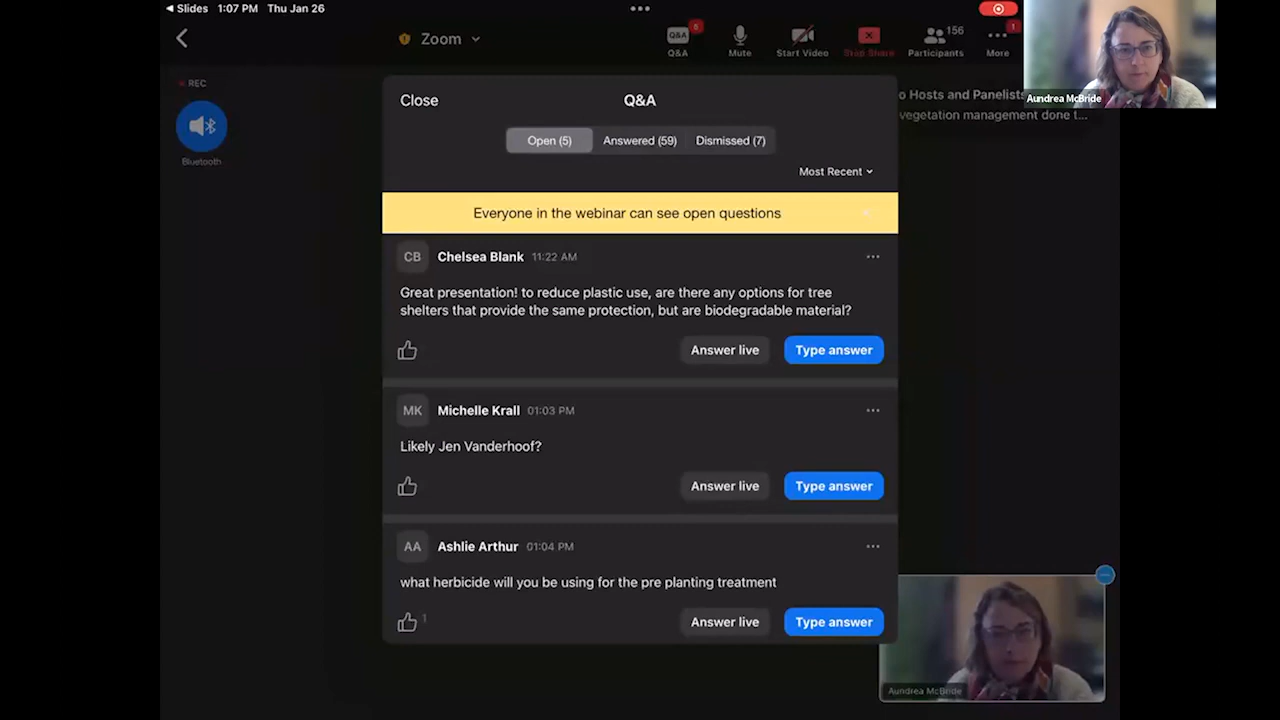 Slides 1:07 PM Thu Jan 26
Zoom
Q&A 6
Q&A
Mute
Start Video
Stop Share
156
Participants
1
More
REC
Bluetooth
Aundrea McBride
o Hosts and Panelists
vegetation management done t...
Close
Q&A
Open (5) Answered (59) Dismissed (7)
Most Recent
Everyone in the webinar can see open questions
CB Chelsea Blank 11:22 AM
Great presentation! to reduce plastic use, are there any options for tree
shelters that provide the same protection, but are biodegradable material?
Answer live Type answer
MK Michelle Krall 01:03 PM
Likely Jen Vanderhoof?
Answer live Type answer
AA Ashlie Arthur 01:04 PM
what herbicide will you be using for the pre planting treatment
1 Answer live Type answer
Aundrea McBride